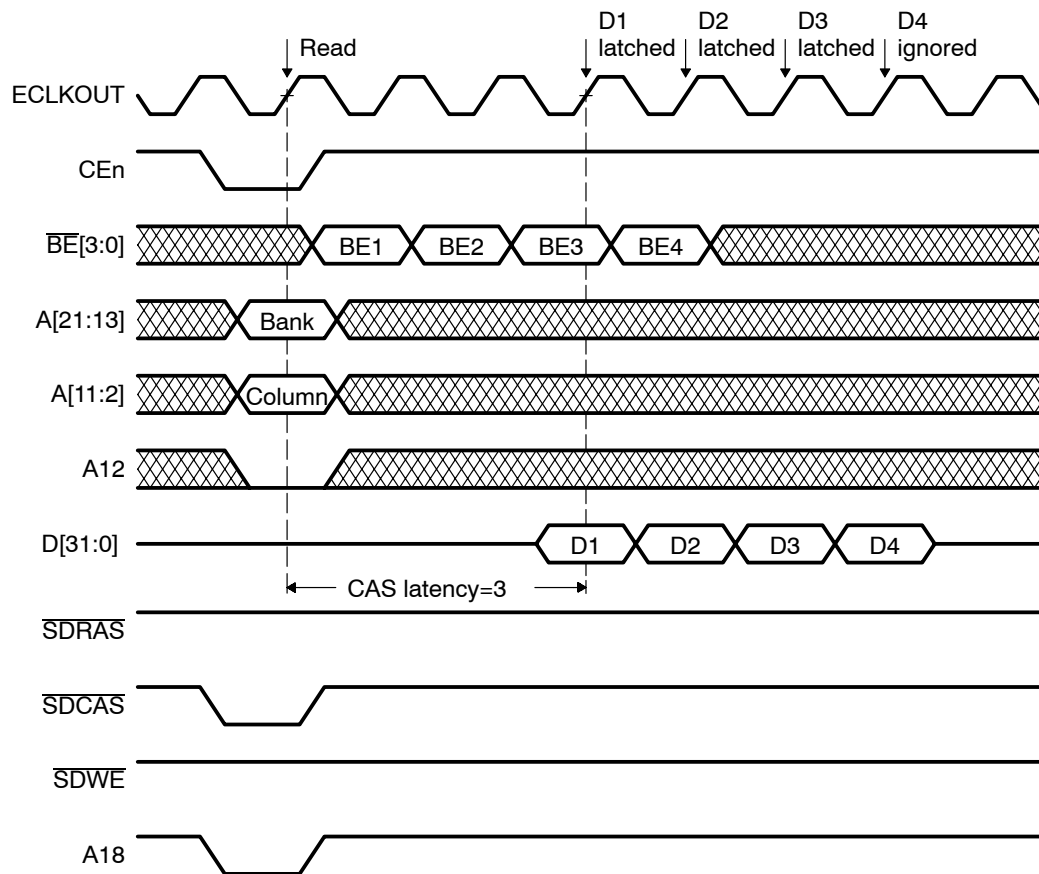 Read
D1
latched
D2
latched
D3
latched
D4
ignored
ECLKOUT
CEn
BE[3:0]
BE1
BE2
BE3
BE4
A[21:13]
Bank
A[11:2]
Column
A12
D[31:0]
D1
D2
D3
D4
CAS latency=3
SDRAS
SDCAS
SDWE
A18